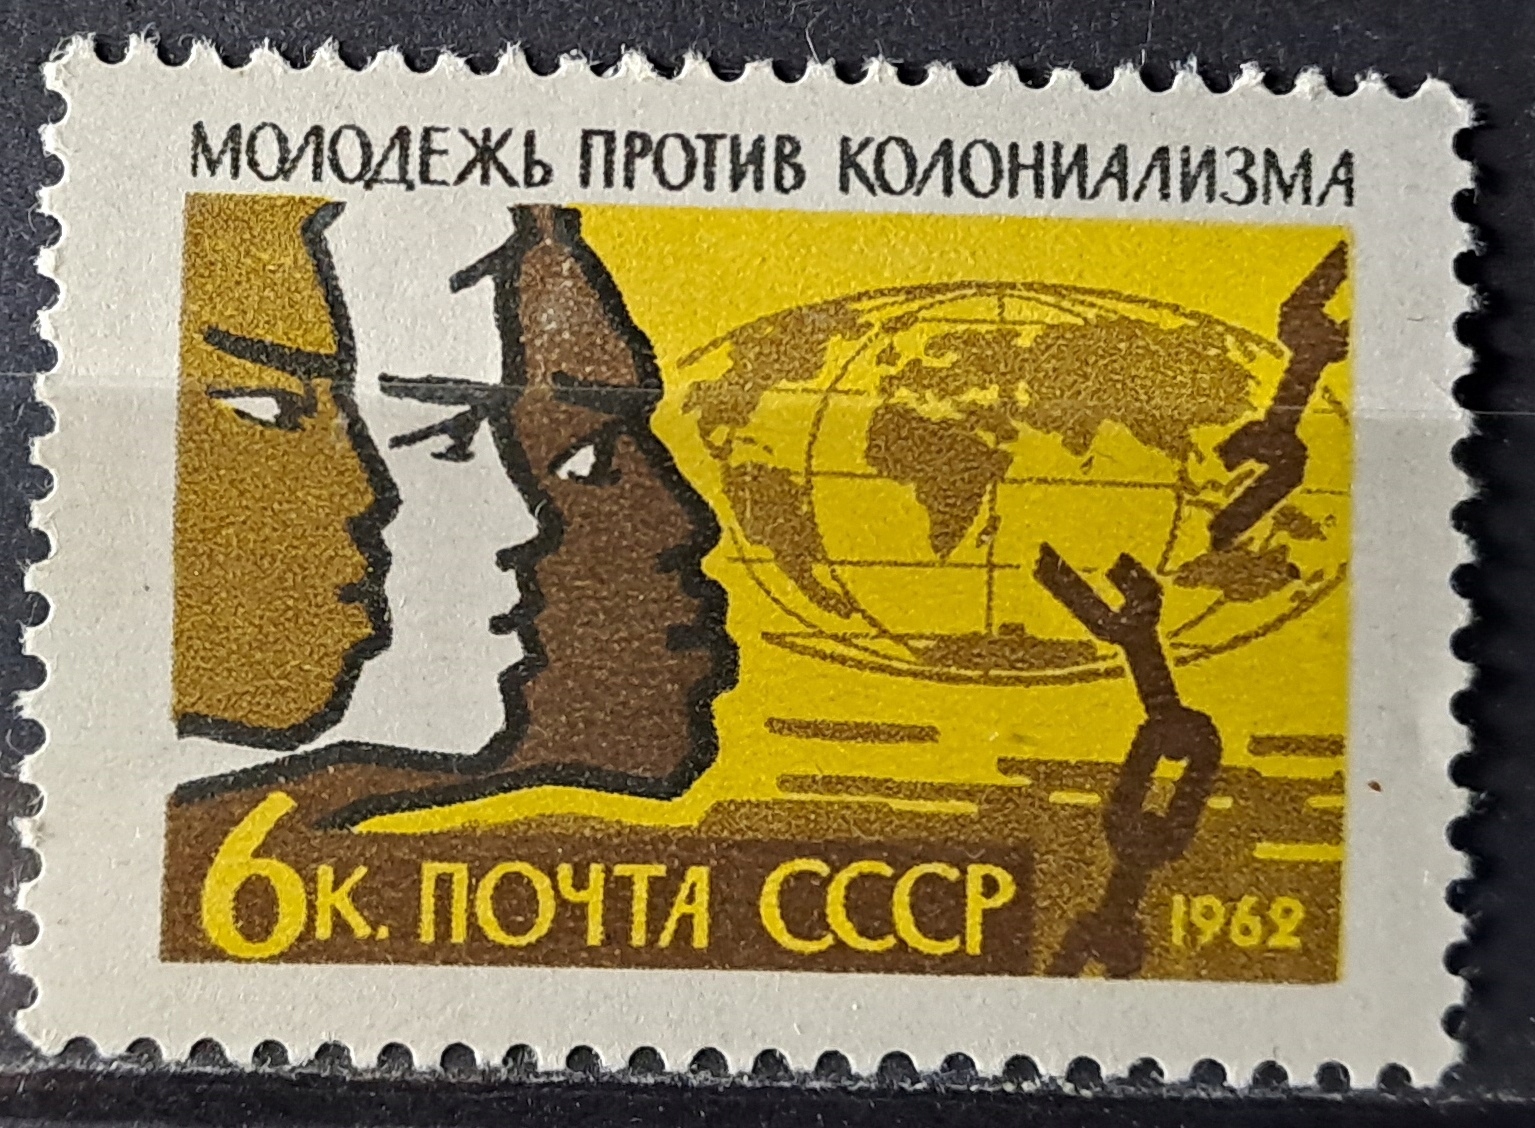 МОЛОДЕЖЬ ПРОТИВ КОЛОНИАЛИЗМА
6к. ПОЧТА СССР
1962